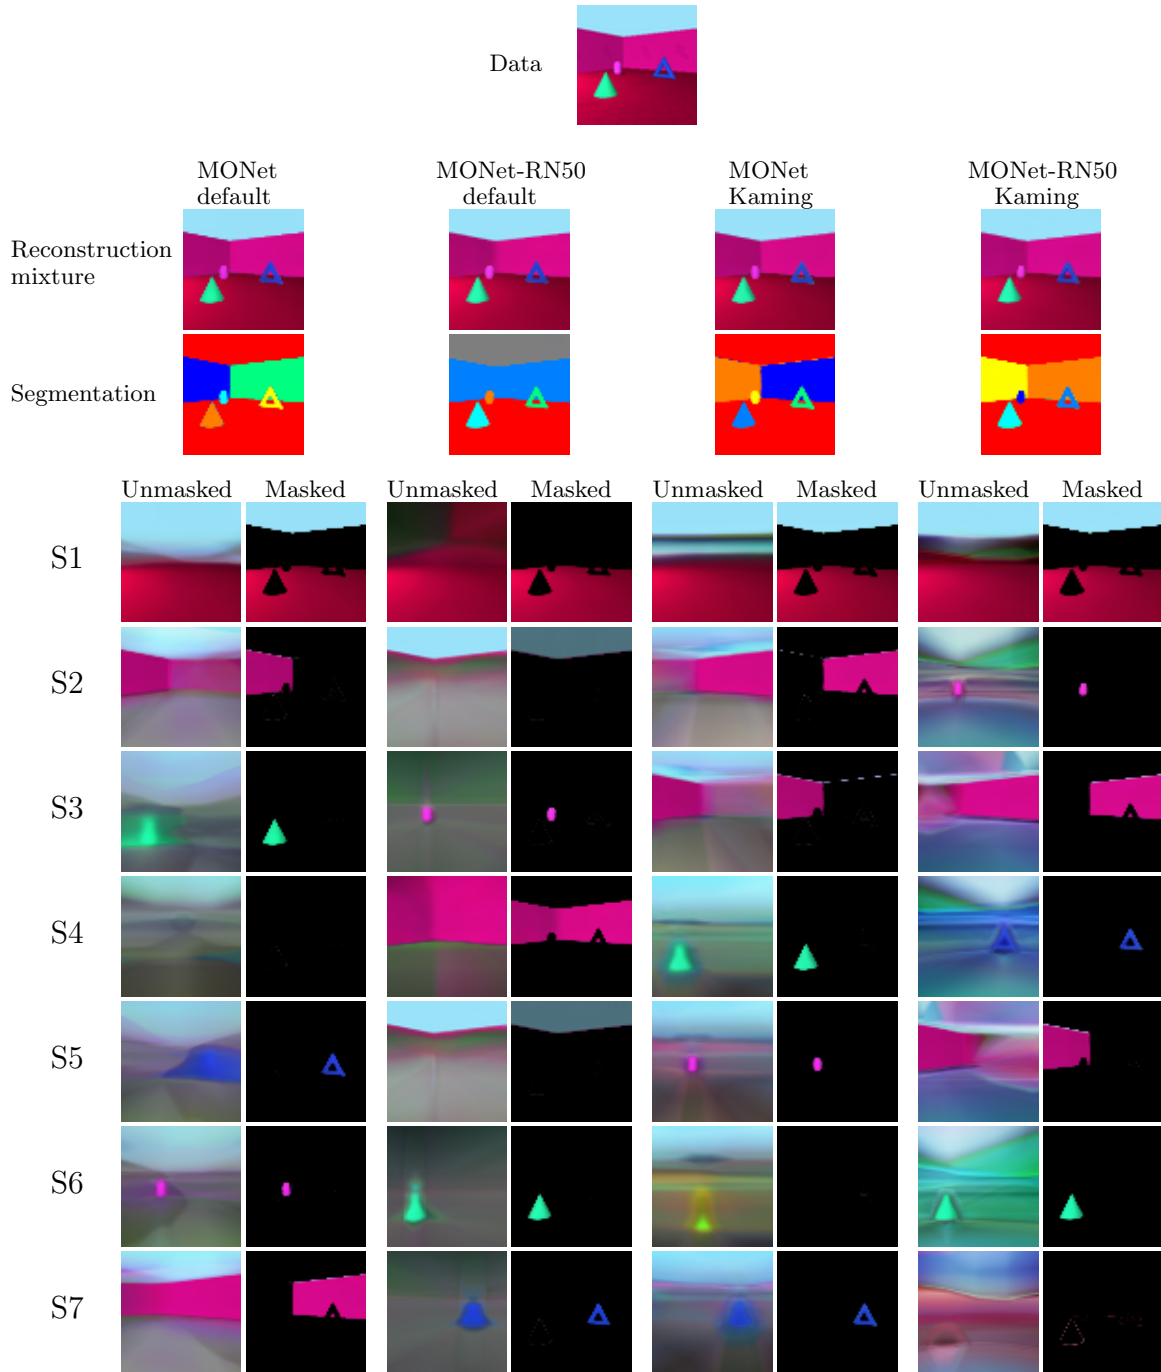 Data
MONet
default
MONet-RN50
default
MONet
Kaming
MONet-RN50
Kaming
Reconstruction
mixture
Segmentation
Unmasked Masked Unmasked Masked Unmasked Masked Unmasked Masked
S1
S2
S3
S4
S5
S6
S7